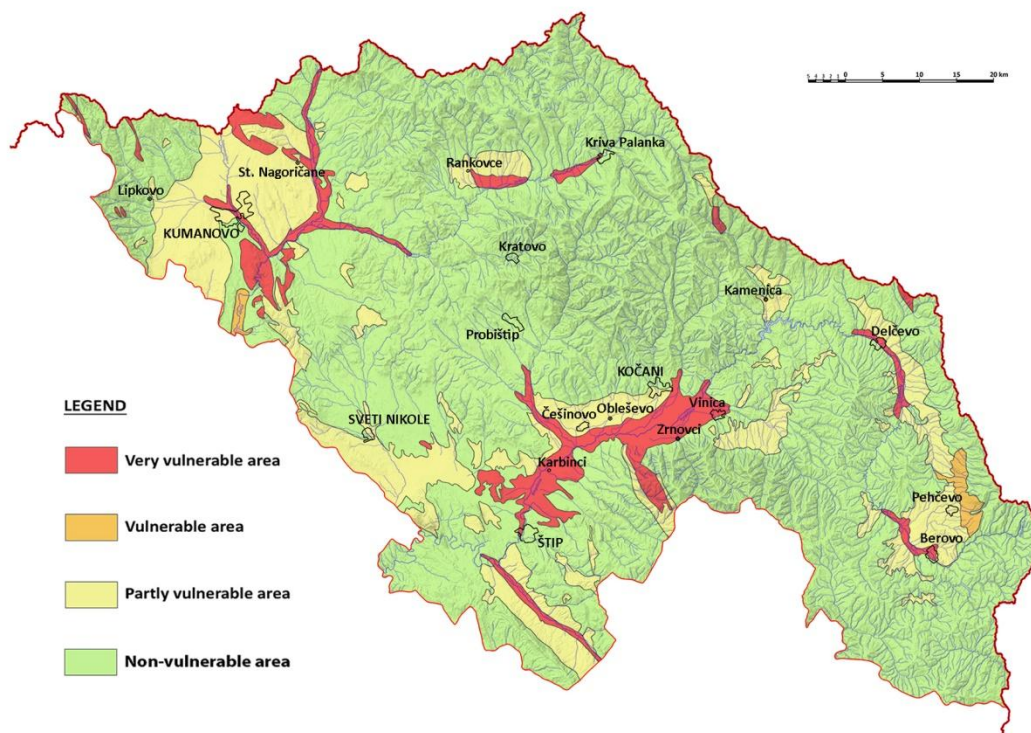 5 4 3 2 1 0 5 10 15 20 km
Kriva Palanka
Rankovce
St. Nagoričane
Lipkovo
KUMANOVO
Kratovo
Kamenica
Probištip
Delčevo
KOČANI
Vinica
Češinovo
Obleševo
SVETI NIKOLE
Zrnovci
Karbinci
Pehčevo
ŠTIP
Berovo
LEGEND
Very vulnerable area
Vulnerable area
Partly vulnerable area
Non-vulnerable area